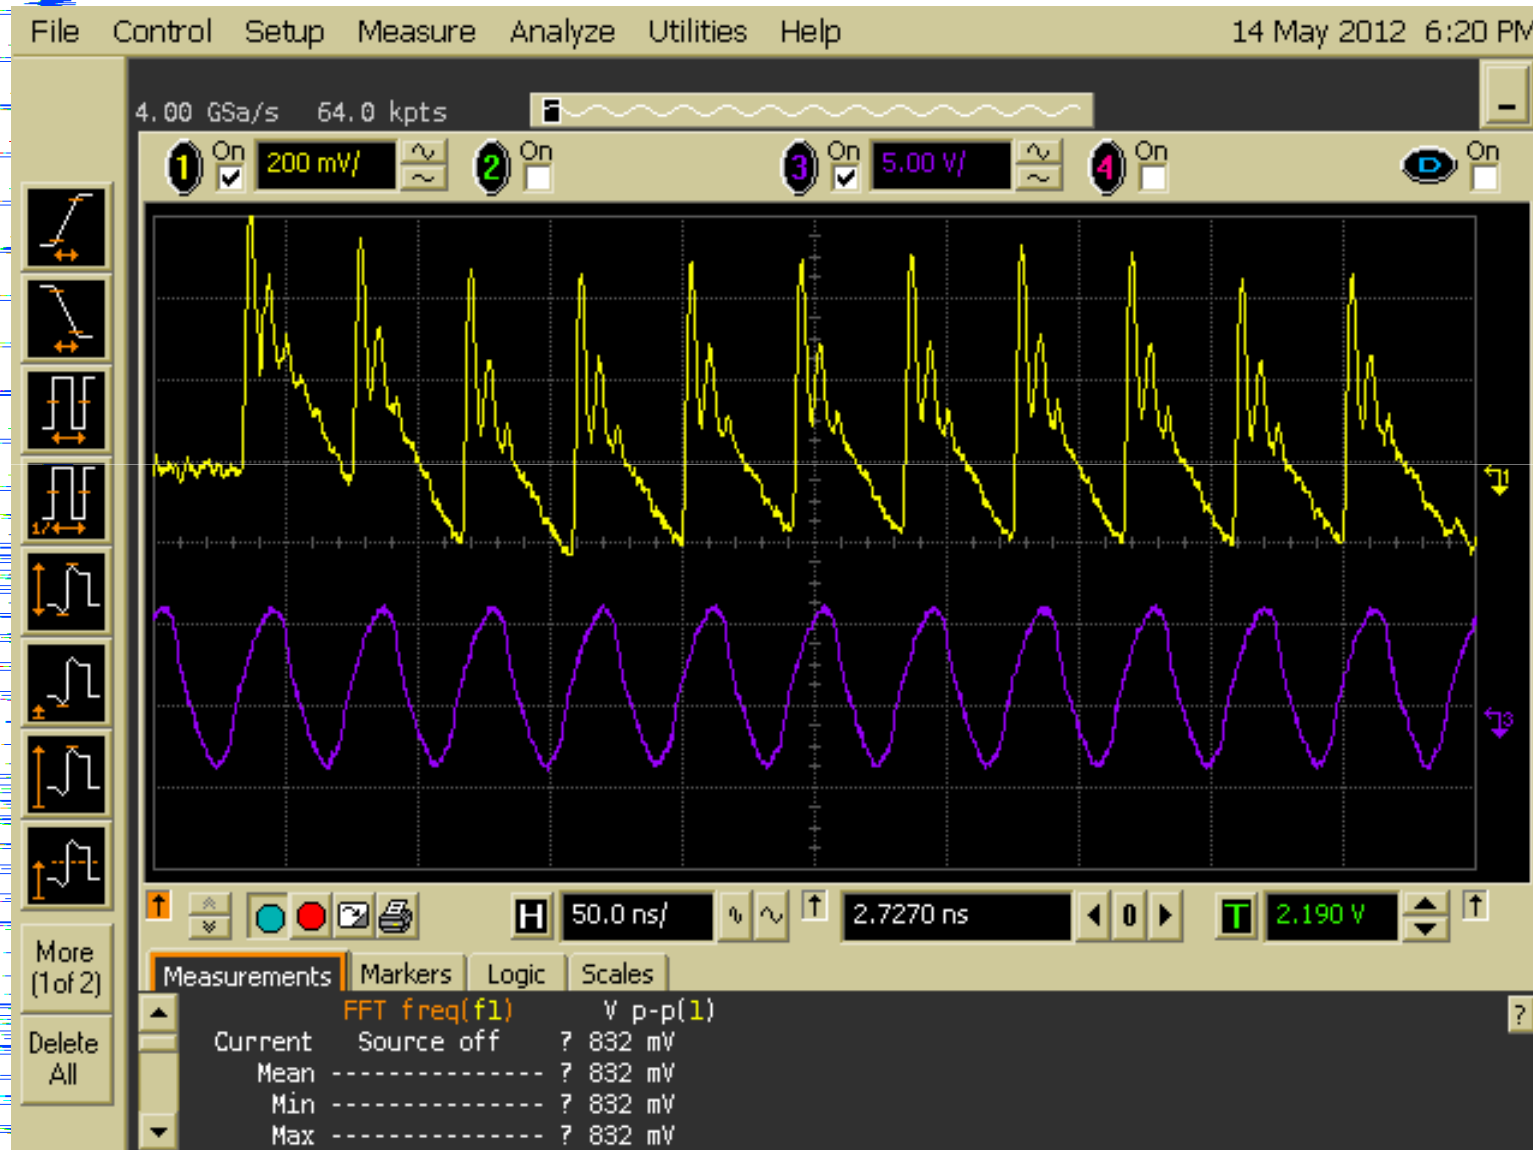 File Control Setup Measure Analyze Utilities Help 14 May 2012 6:20 PM
4.00 GSa/s 64.0 kpts
1 On 200 mV/ 2 On 3 On 5.00 V/ 4 On D On
1
3
H 50.0 ns/ 2.7270 ns 0 T 2.190 V
More
(1of 2)
Delete
All
Measurements Markers Logic Scales
FFT freq(f1) V p-p(1) ?
Current Source off ? 832 mV
Mean --------------- ? 832 mV
Min --------------- ? 832 mV
Max --------------- ? 832 mV